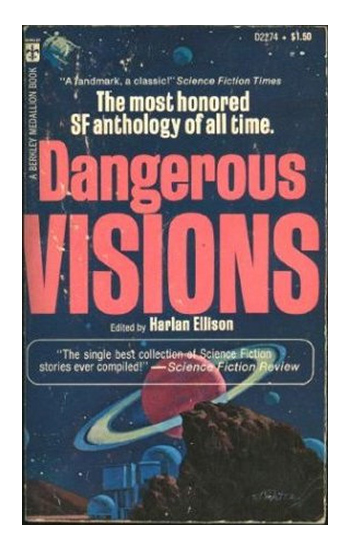 D2274 • $1.50
A BERKLEY MEDALLION BOOK
"A landmark, a classic!" Science Fiction Times
The most honored
SF anthology of all time.
Dangerous
VISIONS
Edited by Harlan Ellison
"The single best collection of Science Fiction
stories ever compiled!" — Science Fiction Review